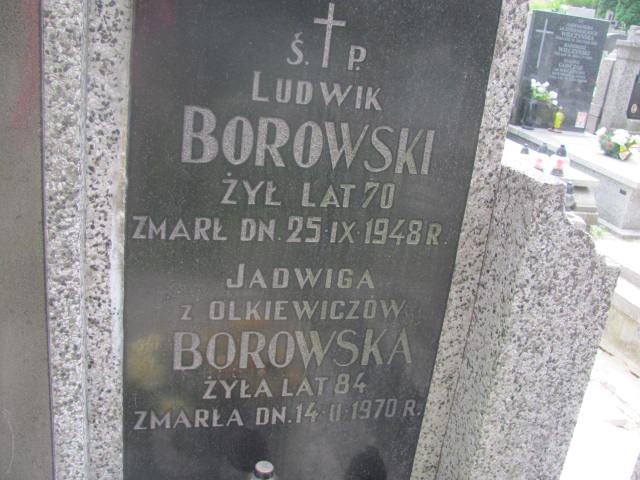 Ś. P.
LUDWIK
BOROWSKI
ŻYŁ LAT 70
ZMARŁ DN. 25·IX·1948 R.
JADWIGA
Z OLKIEWICZÓW
BOROWSKA
ŻYŁA LAT 84
ZMARŁA DN. 14·II·1970 R.